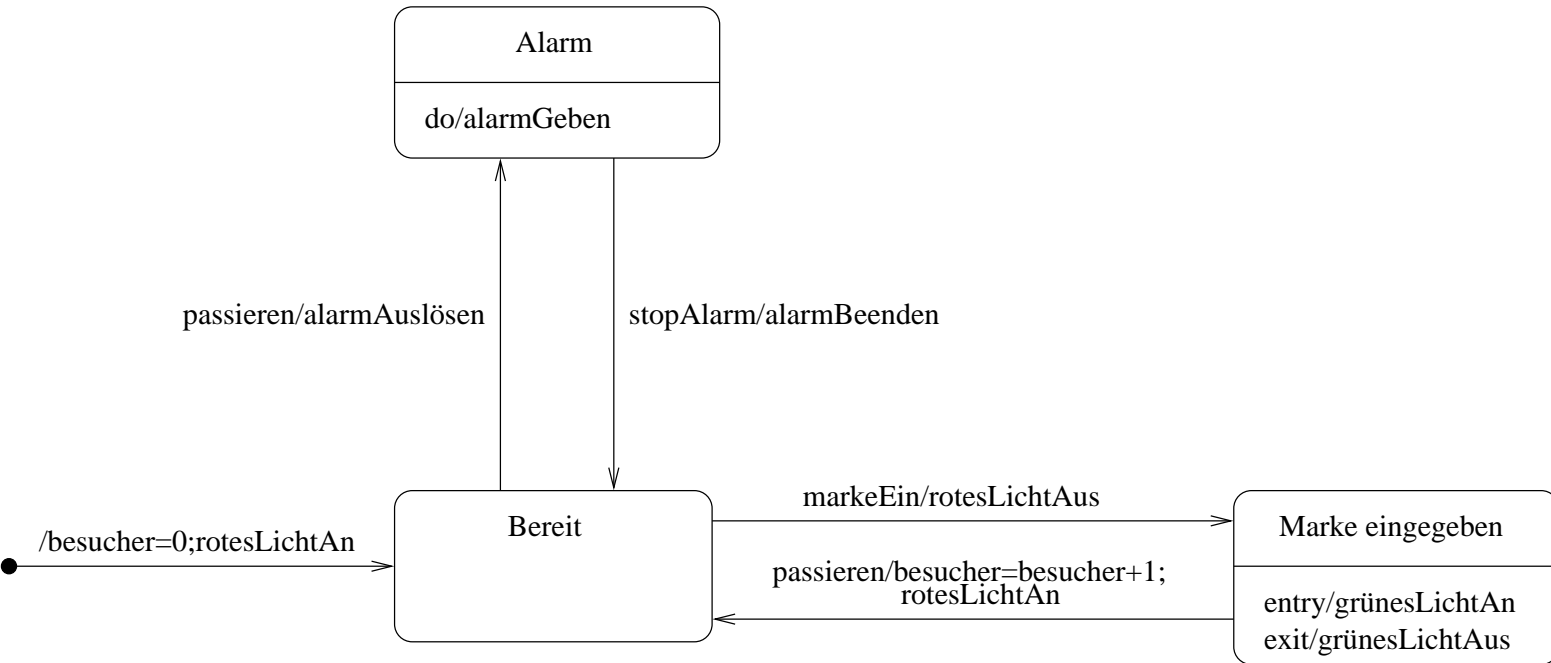 Alarm
do/alarmGeben
passieren/alarmAuslösen
stopAlarm/alarmBeenden
/besucher=0;rotesLichtAn
Bereit
markeEin/rotesLichtAus
passieren/besucher=besucher+1;
rotesLichtAn
Marke eingegeben
entry/grünesLichtAn
exit/grünesLichtAus